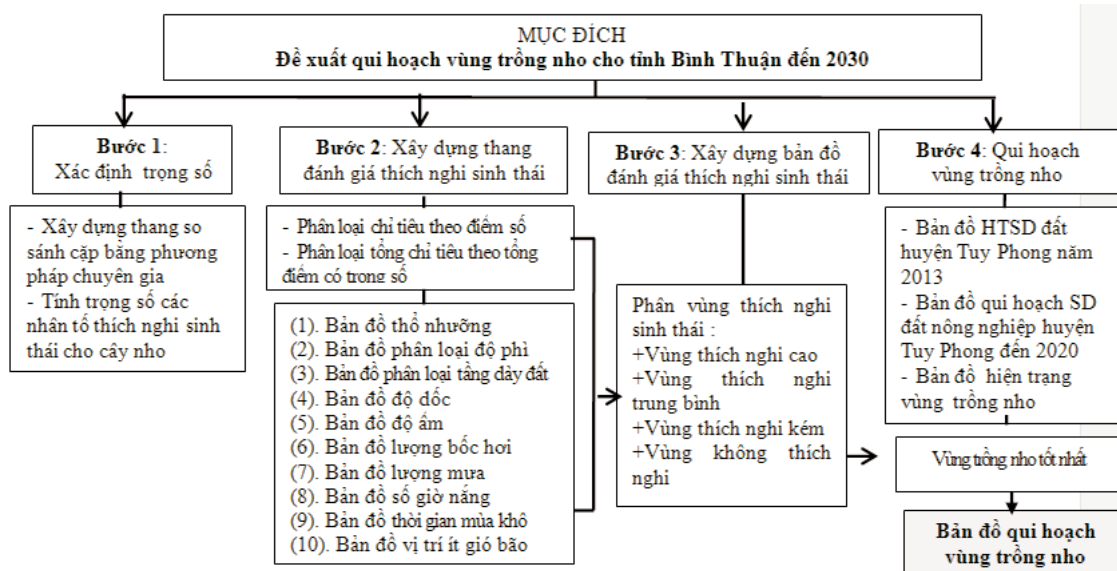 MỤC ĐÍCH
Đề xuất qui hoạch vùng trồng nho cho tỉnh Bình Thuận đến 2030
Bước 1:
Xác định trọng số
- Xây dựng thang so
sánh cặp bằng phương
pháp chuyên gia
- Tính trọng số các
nhân tố thích nghi sinh
thái cho cây nho
Bước 2: Xây dựng thang
đánh giá thích nghi sinh thái
- Phân loại chỉ tiêu theo điểm số
- Phân loại tổng chỉ tiêu theo tổng
điểm có trong số
(1). Bản đồ thổ nhưỡng
(2). Bản đồ phân loại độ phì
(3). Bản đồ phân loại tầng dày đất
(4). Bản đồ độ dốc
(5). Bản đồ độ ẩm
(6). Bản đồ lượng bốc hơi
(7). Bản đồ lượng mưa
(8). Bản đồ số giờ nắng
(9). Bản đồ thời gian mùa khô
(10). Bản đồ vị trí ít gió bão
Bước 3: Xây dựng bản đồ
đánh giá thích nghi sinh thái
Phân vùng thích nghi
sinh thái :
+Vùng thích nghi cao
+Vùng thích nghi
trung bình
+Vùng thích nghi kém
+Vùng không thích
nghi
Bước 4: Qui hoạch
vùng trồng nho
- Bản đồ HTSD đất
huyện Tuy Phong năm
2013
- Bản đồ qui hoạch SD
đất nông nghiệp huyện
Tuy Phong đến 2020
- Bản đồ hiện trạng
vùng trồng nho
Vùng trồng nho tốt nhất
Bản đồ qui hoạch
vùng trồng nho